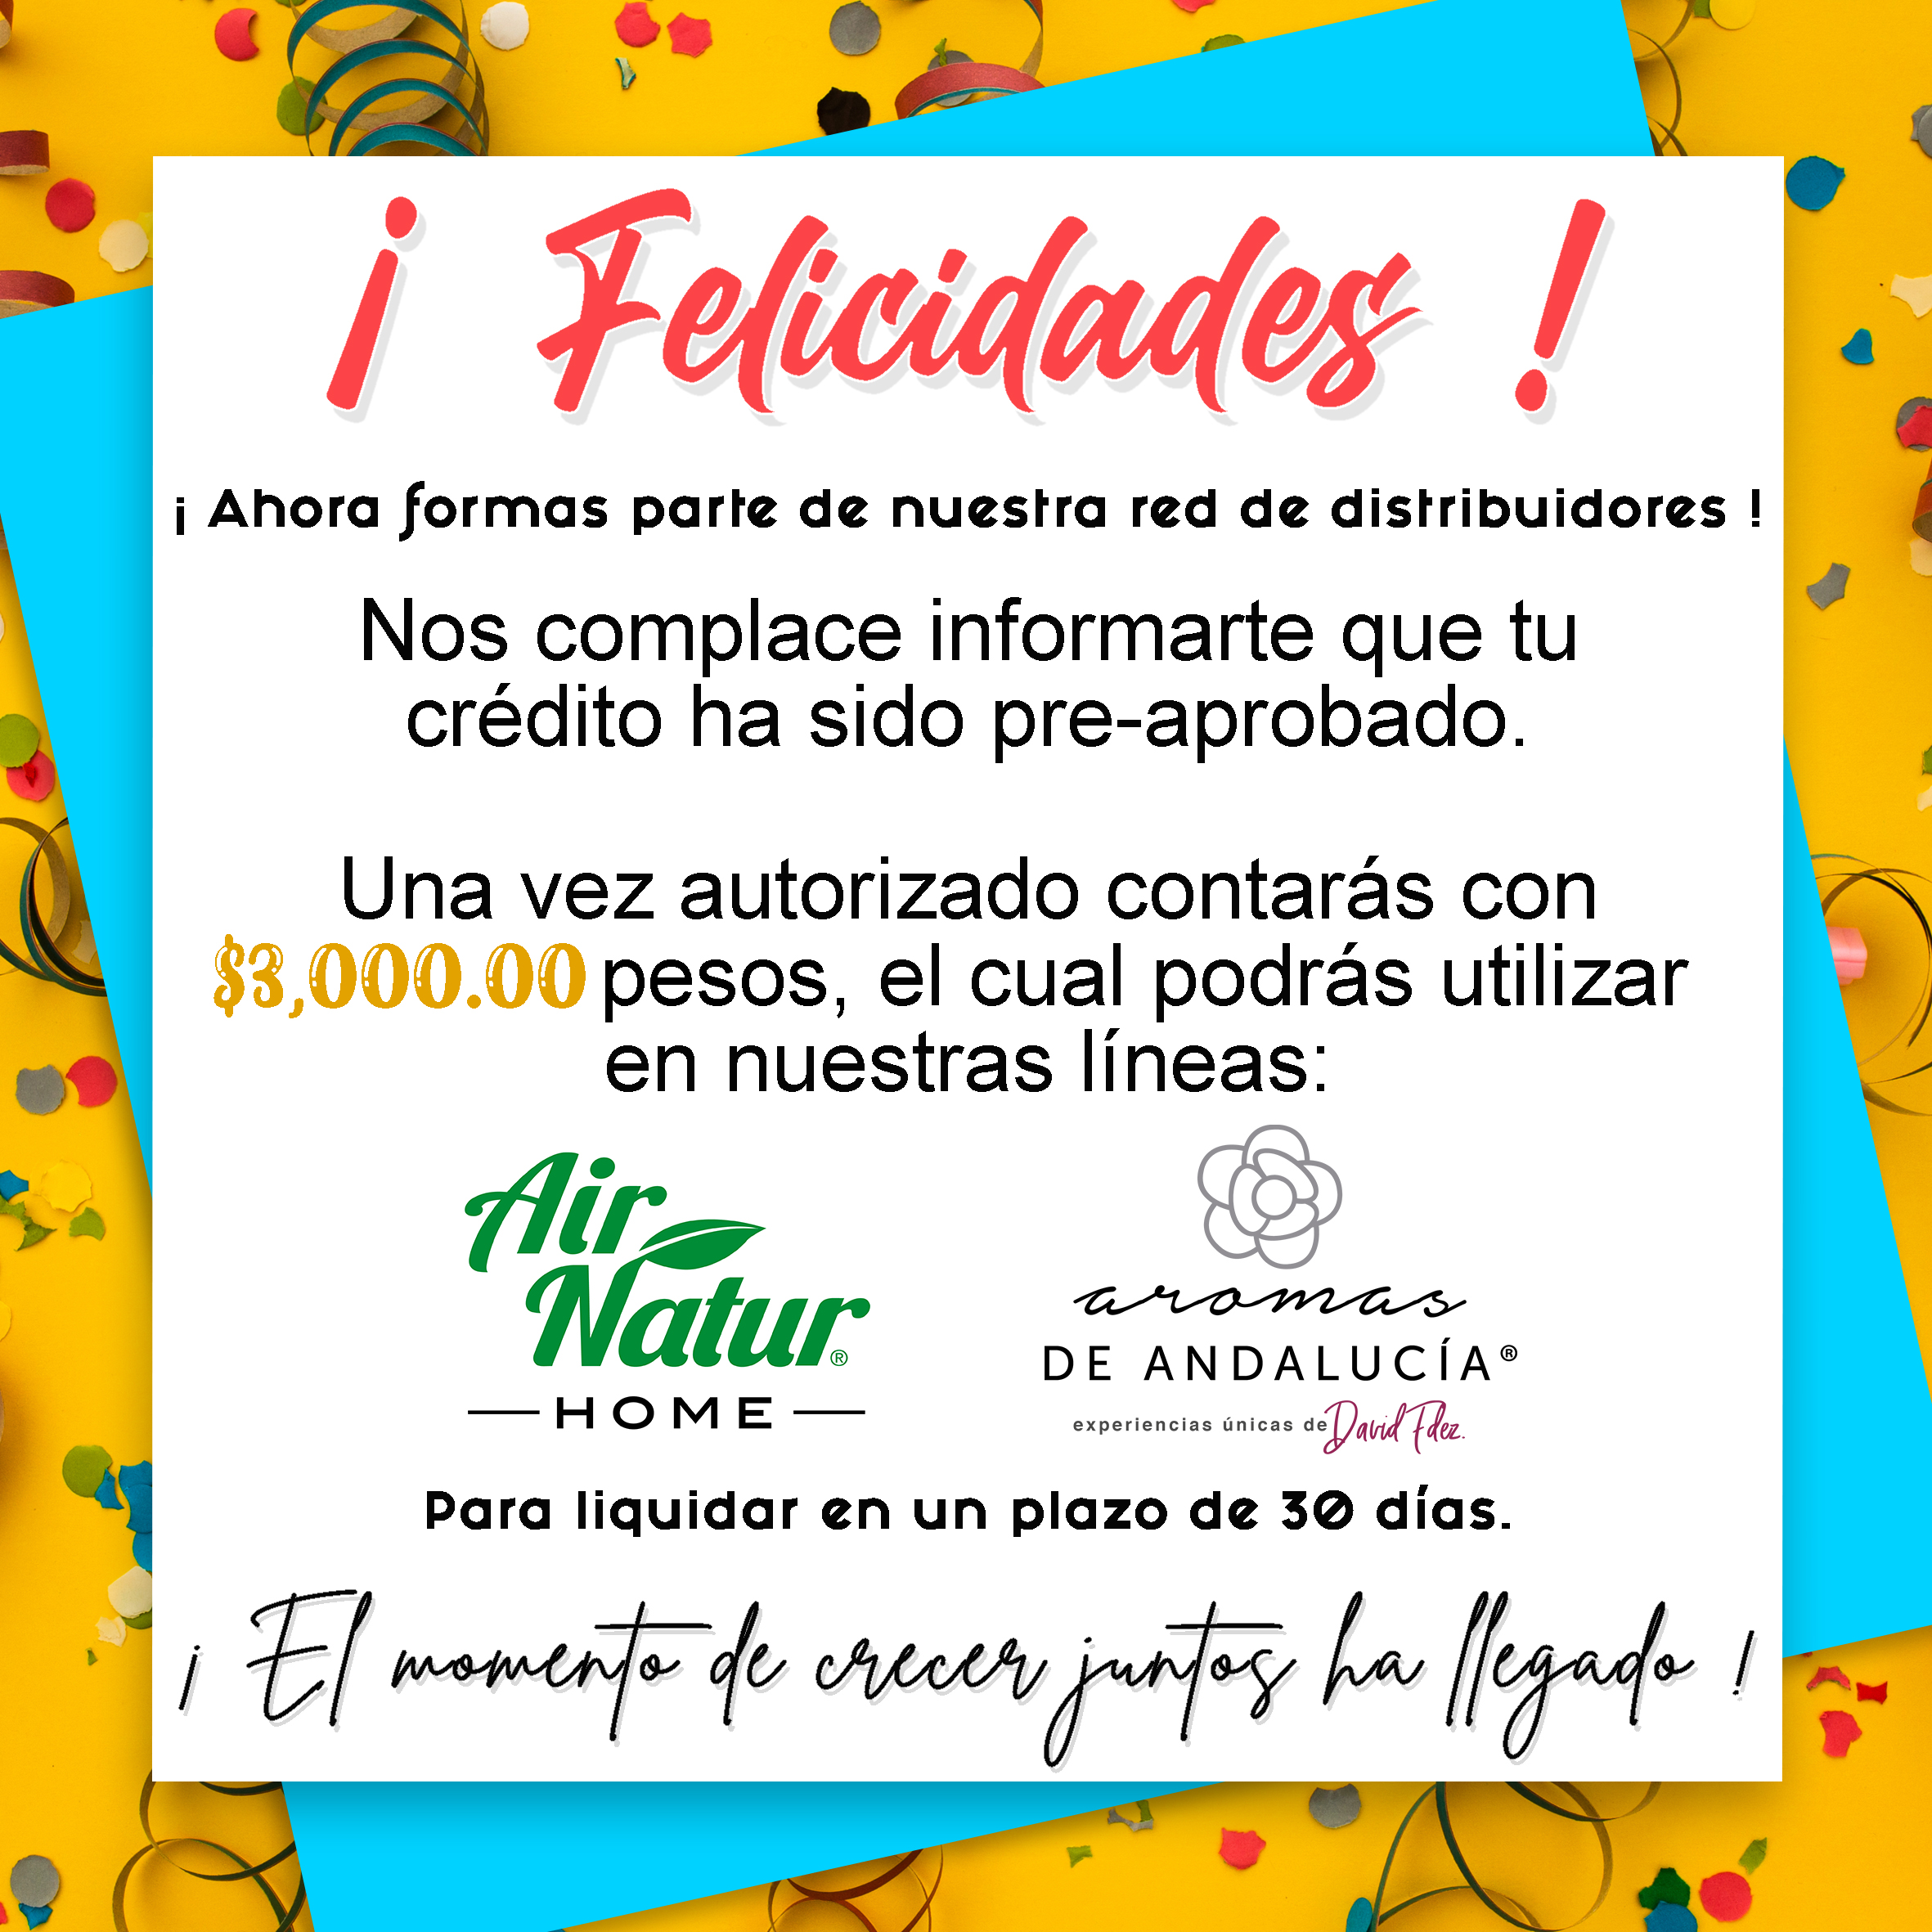 ¡ Felicidades !
¡ Ahora formas parte de nuestra red de distribuidores !
Nos complace informarte que tu
crédito ha sido pre-aprobado.
Una vez autorizado contarás con
$3,000.00 pesos, el cual podrás utilizar
en nuestras líneas:
Air
Natur®
HOME
aromas
DE ANDALUCÍA®
experiencias únicas de David Fdez.
Para liquidar en un plazo de 30 días.
¡ El momento de crecer juntos ha llegado !